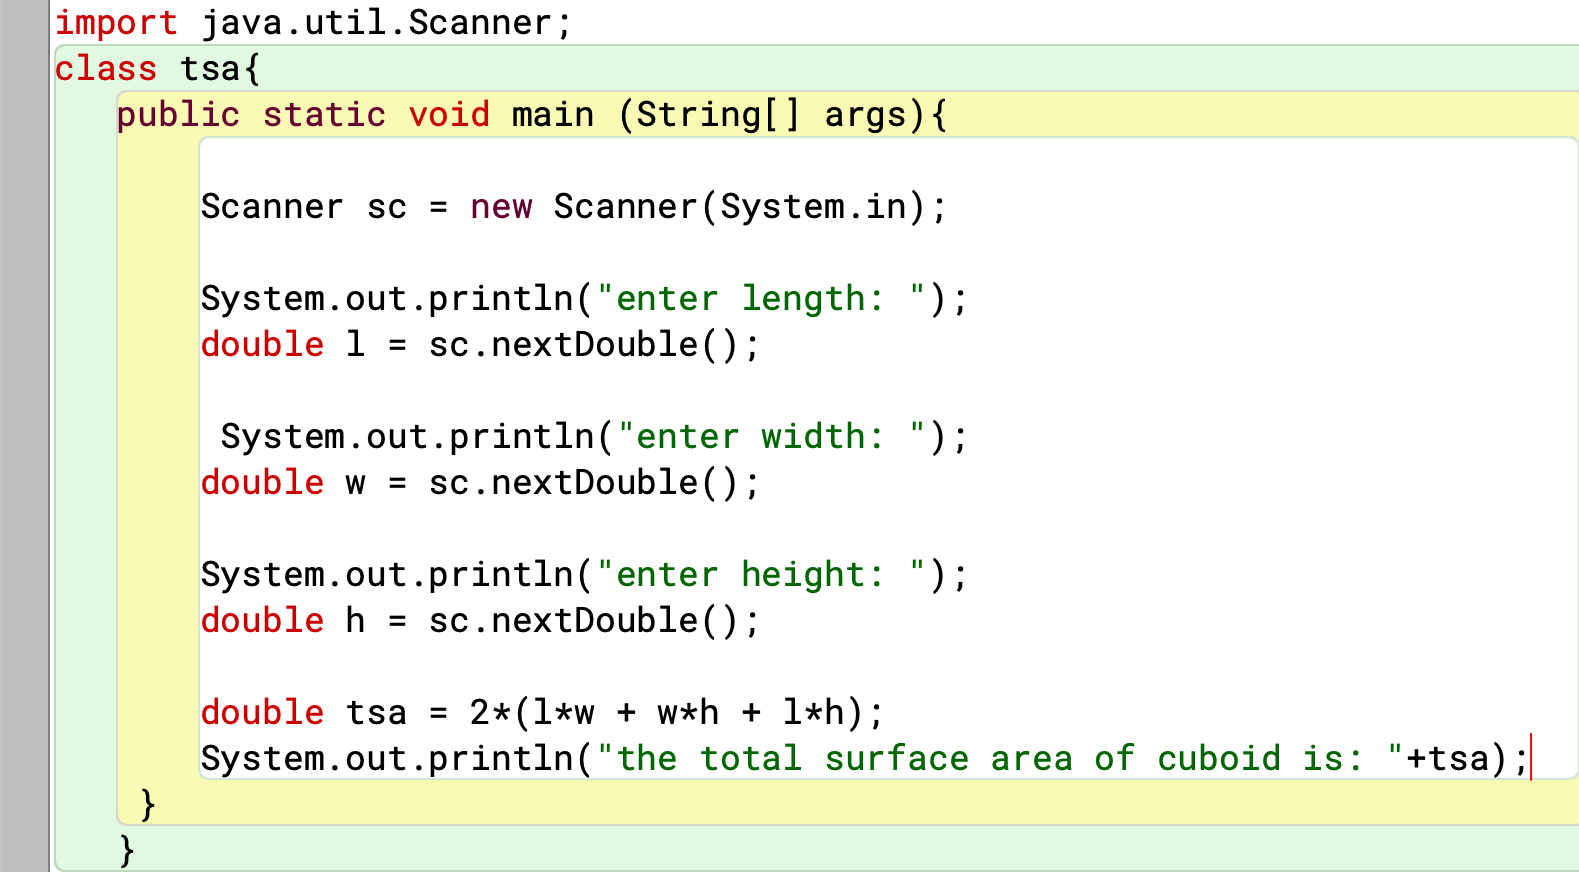 import java.util.Scanner;
class tsa{
public static void main (String[] args){
Scanner sc = new Scanner(System.in);
System.out.println("enter length: ");
double l = sc.nextDouble();
System.out.println("enter width: ");
double w = sc.nextDouble();
System.out.println("enter height: ");
double h = sc.nextDouble();
double tsa = 2*(l*w + w*h + l*h);
System.out.println("the total surface area of cuboid is: "+tsa);
}
}